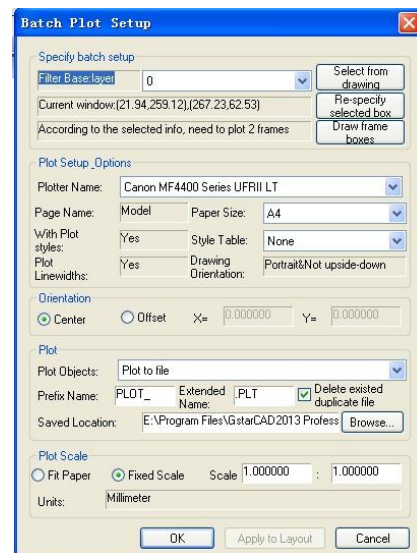 Batch Plot Setup
Specify batch setup
Filter Base:layer 0 Select from drawing
Current window:(21.94,259.12),(267.23,62.53) Re-specify selected box
According to the selected info, need to plot 2 frames Draw frame boxes
Plot Setup _Options
Plotter Name: Canon MF4400 Series UFRII LT
Page Name: Model Paper Size: A4
With Plot styles: Yes Style Table: None
Plot Linewidths: Yes Drawing Orientation: Portrait&Not upside-down
Orientation
Center Offset X= 0.000000 Y= 0.000000
Plot
Plot Objects: Plot to file
Prefix Name: PLOT_ Extended Name: .PLT Delete existed duplicate file
Saved Location: E:\Program Files\GstarCAD2013 Profess Browse...
Plot Scale
Fit Paper Fixed Scale Scale 1.000000 : 1.000000
Units: Millimeter
OK Apply to Layout Cancel